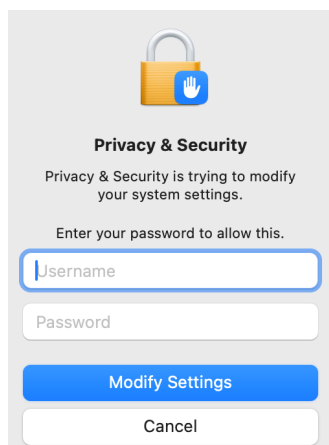 Privacy & Security
Privacy & Security is trying to modify
your system settings.
Enter your password to allow this.
Username
Password
Modify Settings
Cancel